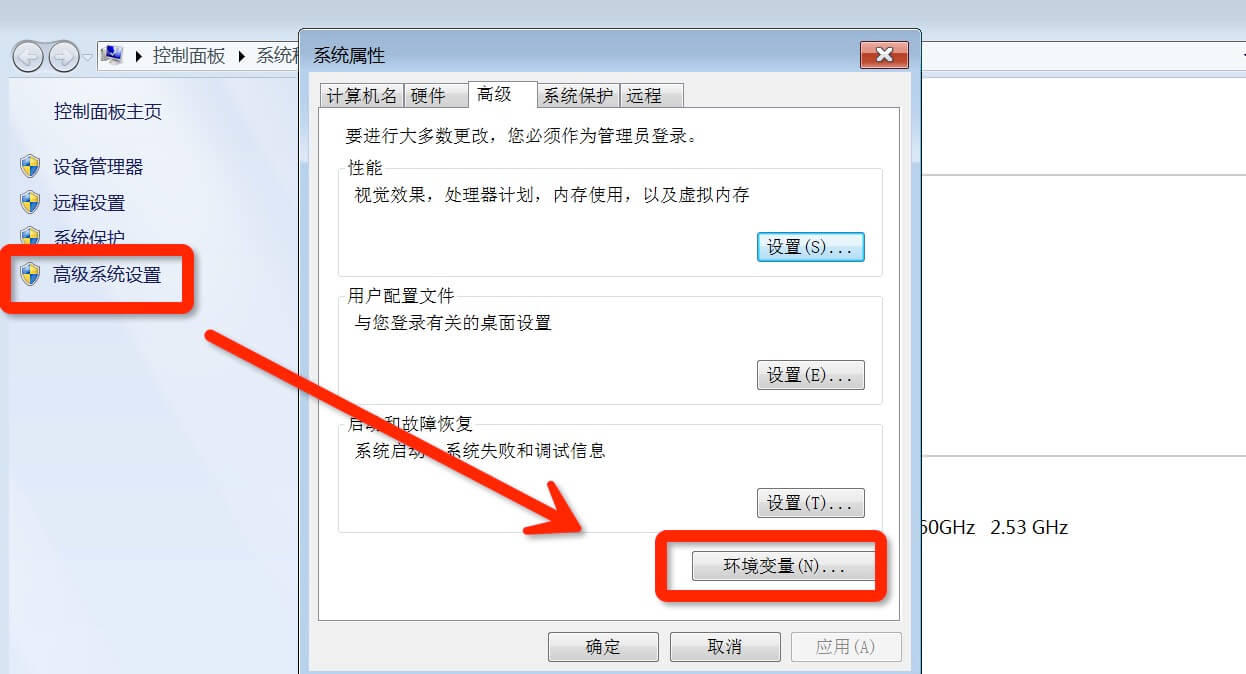 控制面板 系统
系统属性
控制面板主页
设备管理器
远程设置
系统保护
高级系统设置
计算机名 硬件 高级 系统保护 远程
要进行大多数更改，您必须作为管理员登录。
性能
视觉效果，处理器计划，内存使用，以及虚拟内存
设置(S)...
用户配置文件
与您登录有关的桌面设置
设置(E)...
启动和故障恢复
系统启动 系统失败和调试信息
设置(T)...
60GHz 2.53 GHz
环境变量(N)...
确定 取消 应用(A)